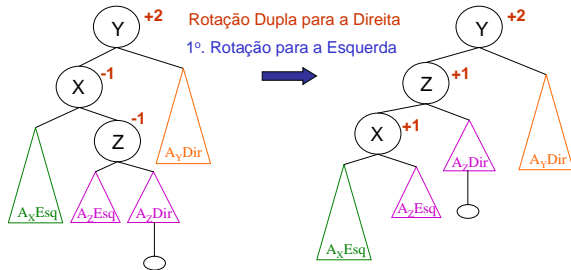 Rotação Dupla para a Direita
1º. Rotação para a Esquerda
Y +2
X -1
Z -1
AYDir
AXEsq
AZEsq
AZDir
Y +2
Z +1
X +1
AZDir
AYDir
AZEsq
AXEsq